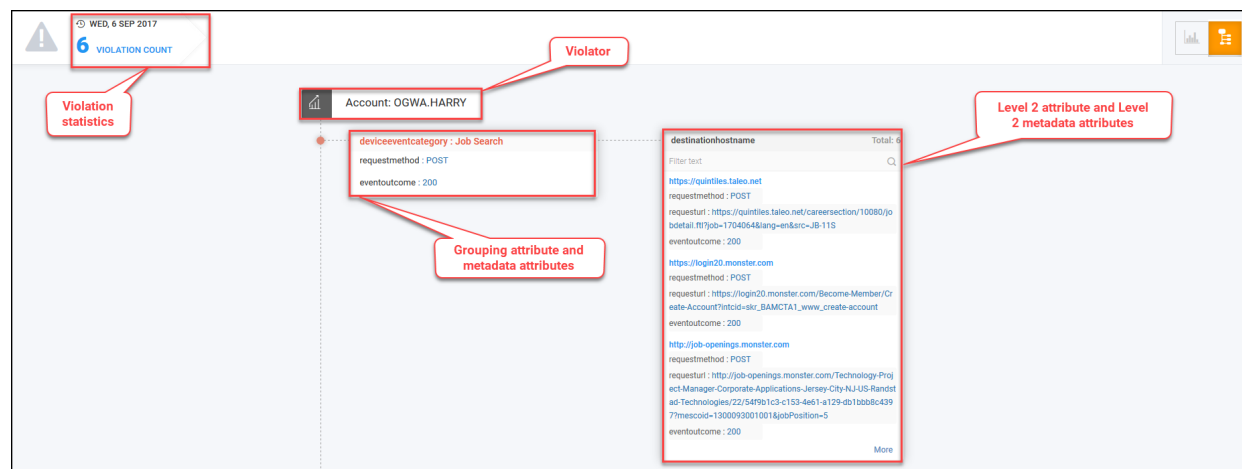 WED, 6 SEP 2017
6 VIOLATION COUNT
Violator
Violation
statistics
Account: OGWA.HARRY
Level 2 attribute and Level
2 metadata attributes
deviceeventcategory : Job Search
requestmethod : POST
eventoutcome : 200
Grouping attribute and
metadata attributes
destinationhostname Total: 6
Filter text
https://quintiles.taleo.net
requestmethod : POST
requesturl : https://quintiles.taleo.net/careersection/10080/jo
bdetail.ftl?job=1704064&lang=en&src=JB-11S
eventoutcome : 200
https://login20.monster.com
requestmethod : POST
requesturl : https://login20.monster.com/Become-Member/Cr
eate-Account?intcid=skr_BAMCTA1_www_create-account
eventoutcome : 200
http://job-openings.monster.com
requestmethod : POST
requesturl : http://job-openings.monster.com/Technology-Proj
ect-Manager-Corporate-Applications-Jersey-City-NJ-US-Randst
ad-Technologies/22/54f9b1c3-c153-4e61-a129-db1bbb8c439
7?mescoid=1300093001001&jobPosition=5
eventoutcome : 200
More